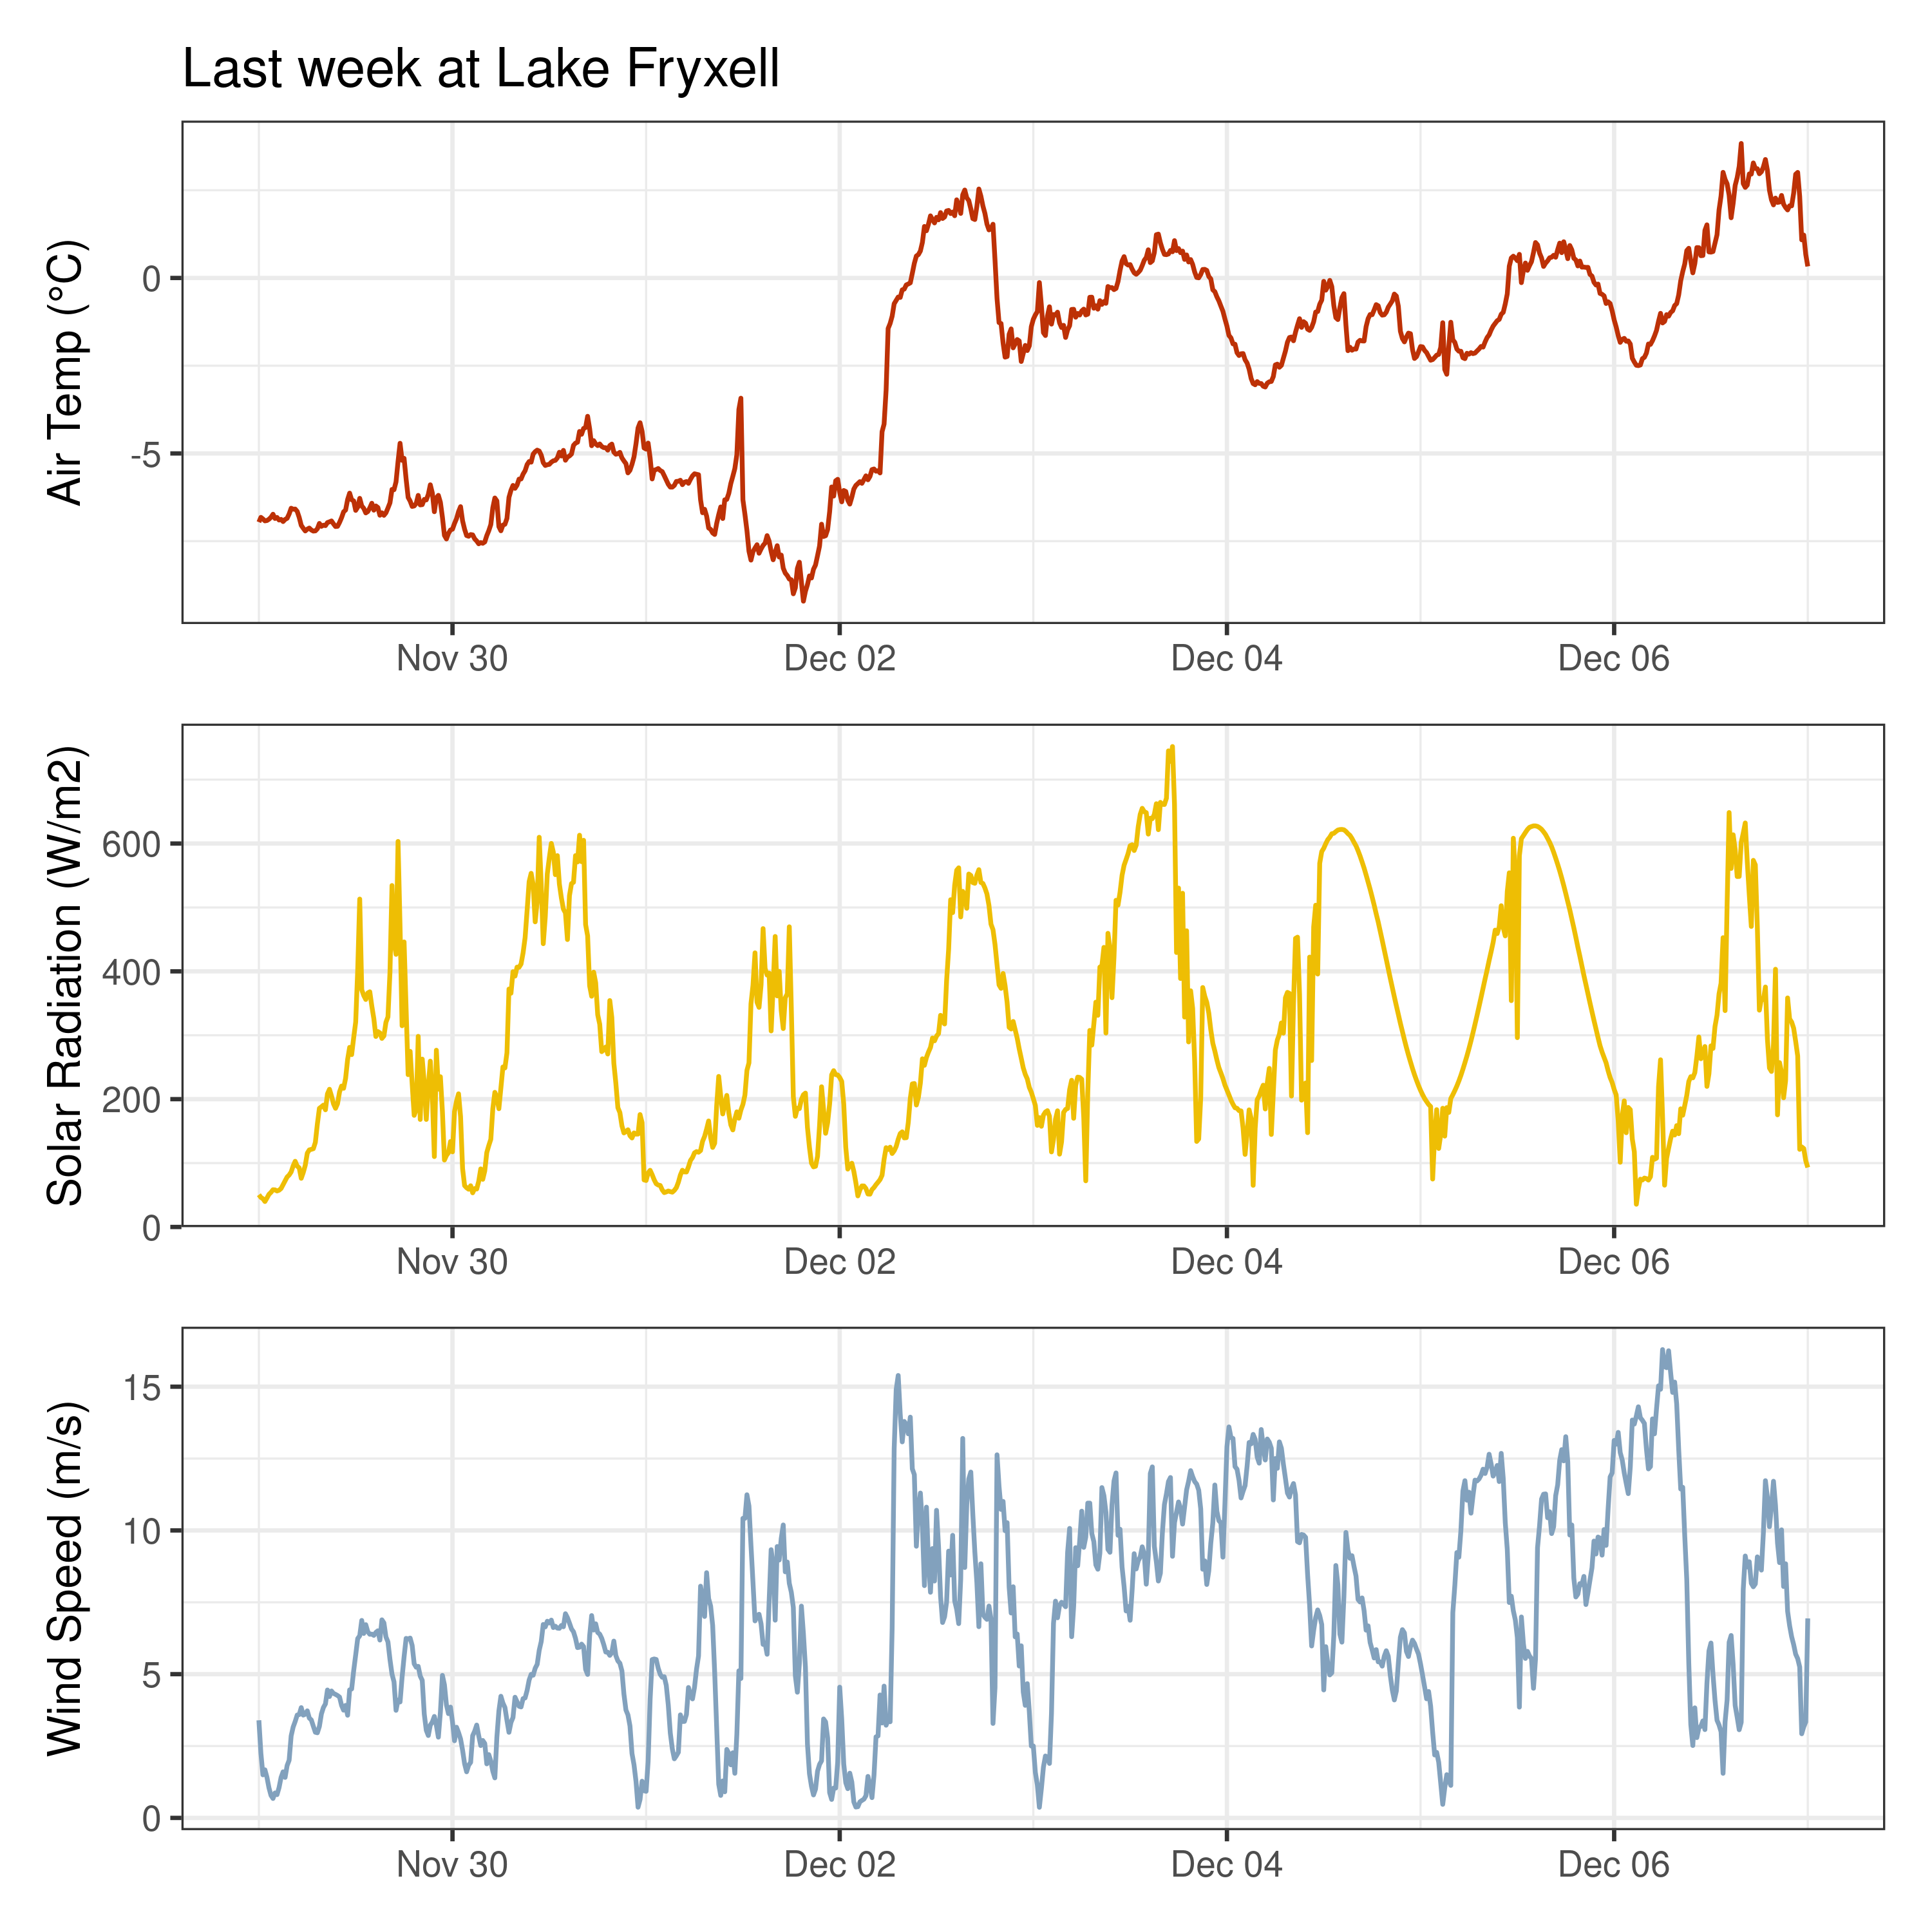 Last week at Lake Fryxell
Air Temp (°C)
0
-5
Nov 30 Dec 02 Dec 04 Dec 06
Solar Radiation (W/m2)
600
400
200
0
Nov 30 Dec 02 Dec 04 Dec 06
Wind Speed (m/s)
15
10
5
0
Nov 30 Dec 02 Dec 04 Dec 06